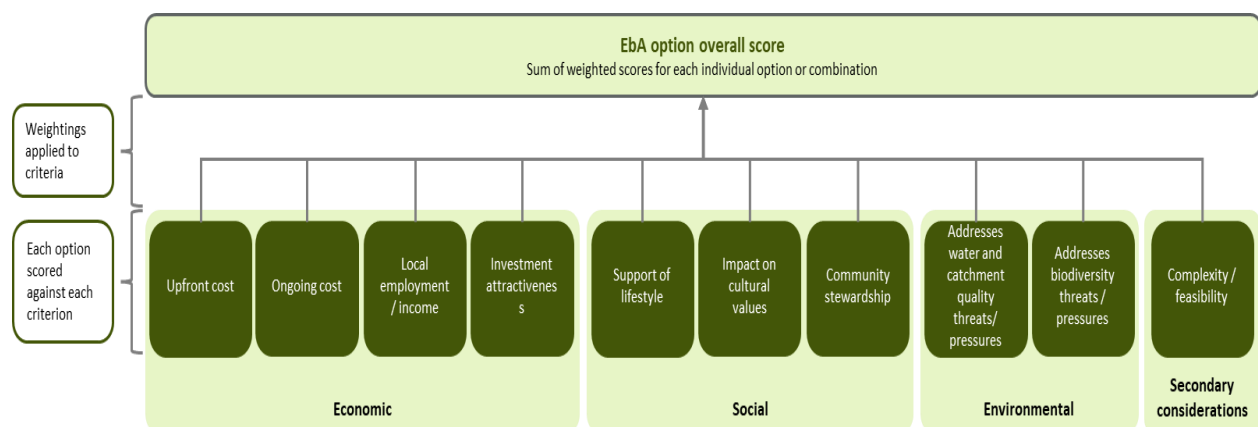 EbA option overall score
Sum of weighted scores for each individual option or combination
Weightings
applied to
criteria
Each option
scored
against each
criterion
Upfront cost
Ongoing cost
Local
employment
/ income
Investment
attractivenes
s
Support of
lifestyle
Impact on
cultural
values
Community
stewardship
Addresses
water and
catchment
quality
threats/
pressures
Addresses
biodiversity
threats /
pressures
Complexity /
feasibility
Economic
Social
Environmental
Secondary
considerations